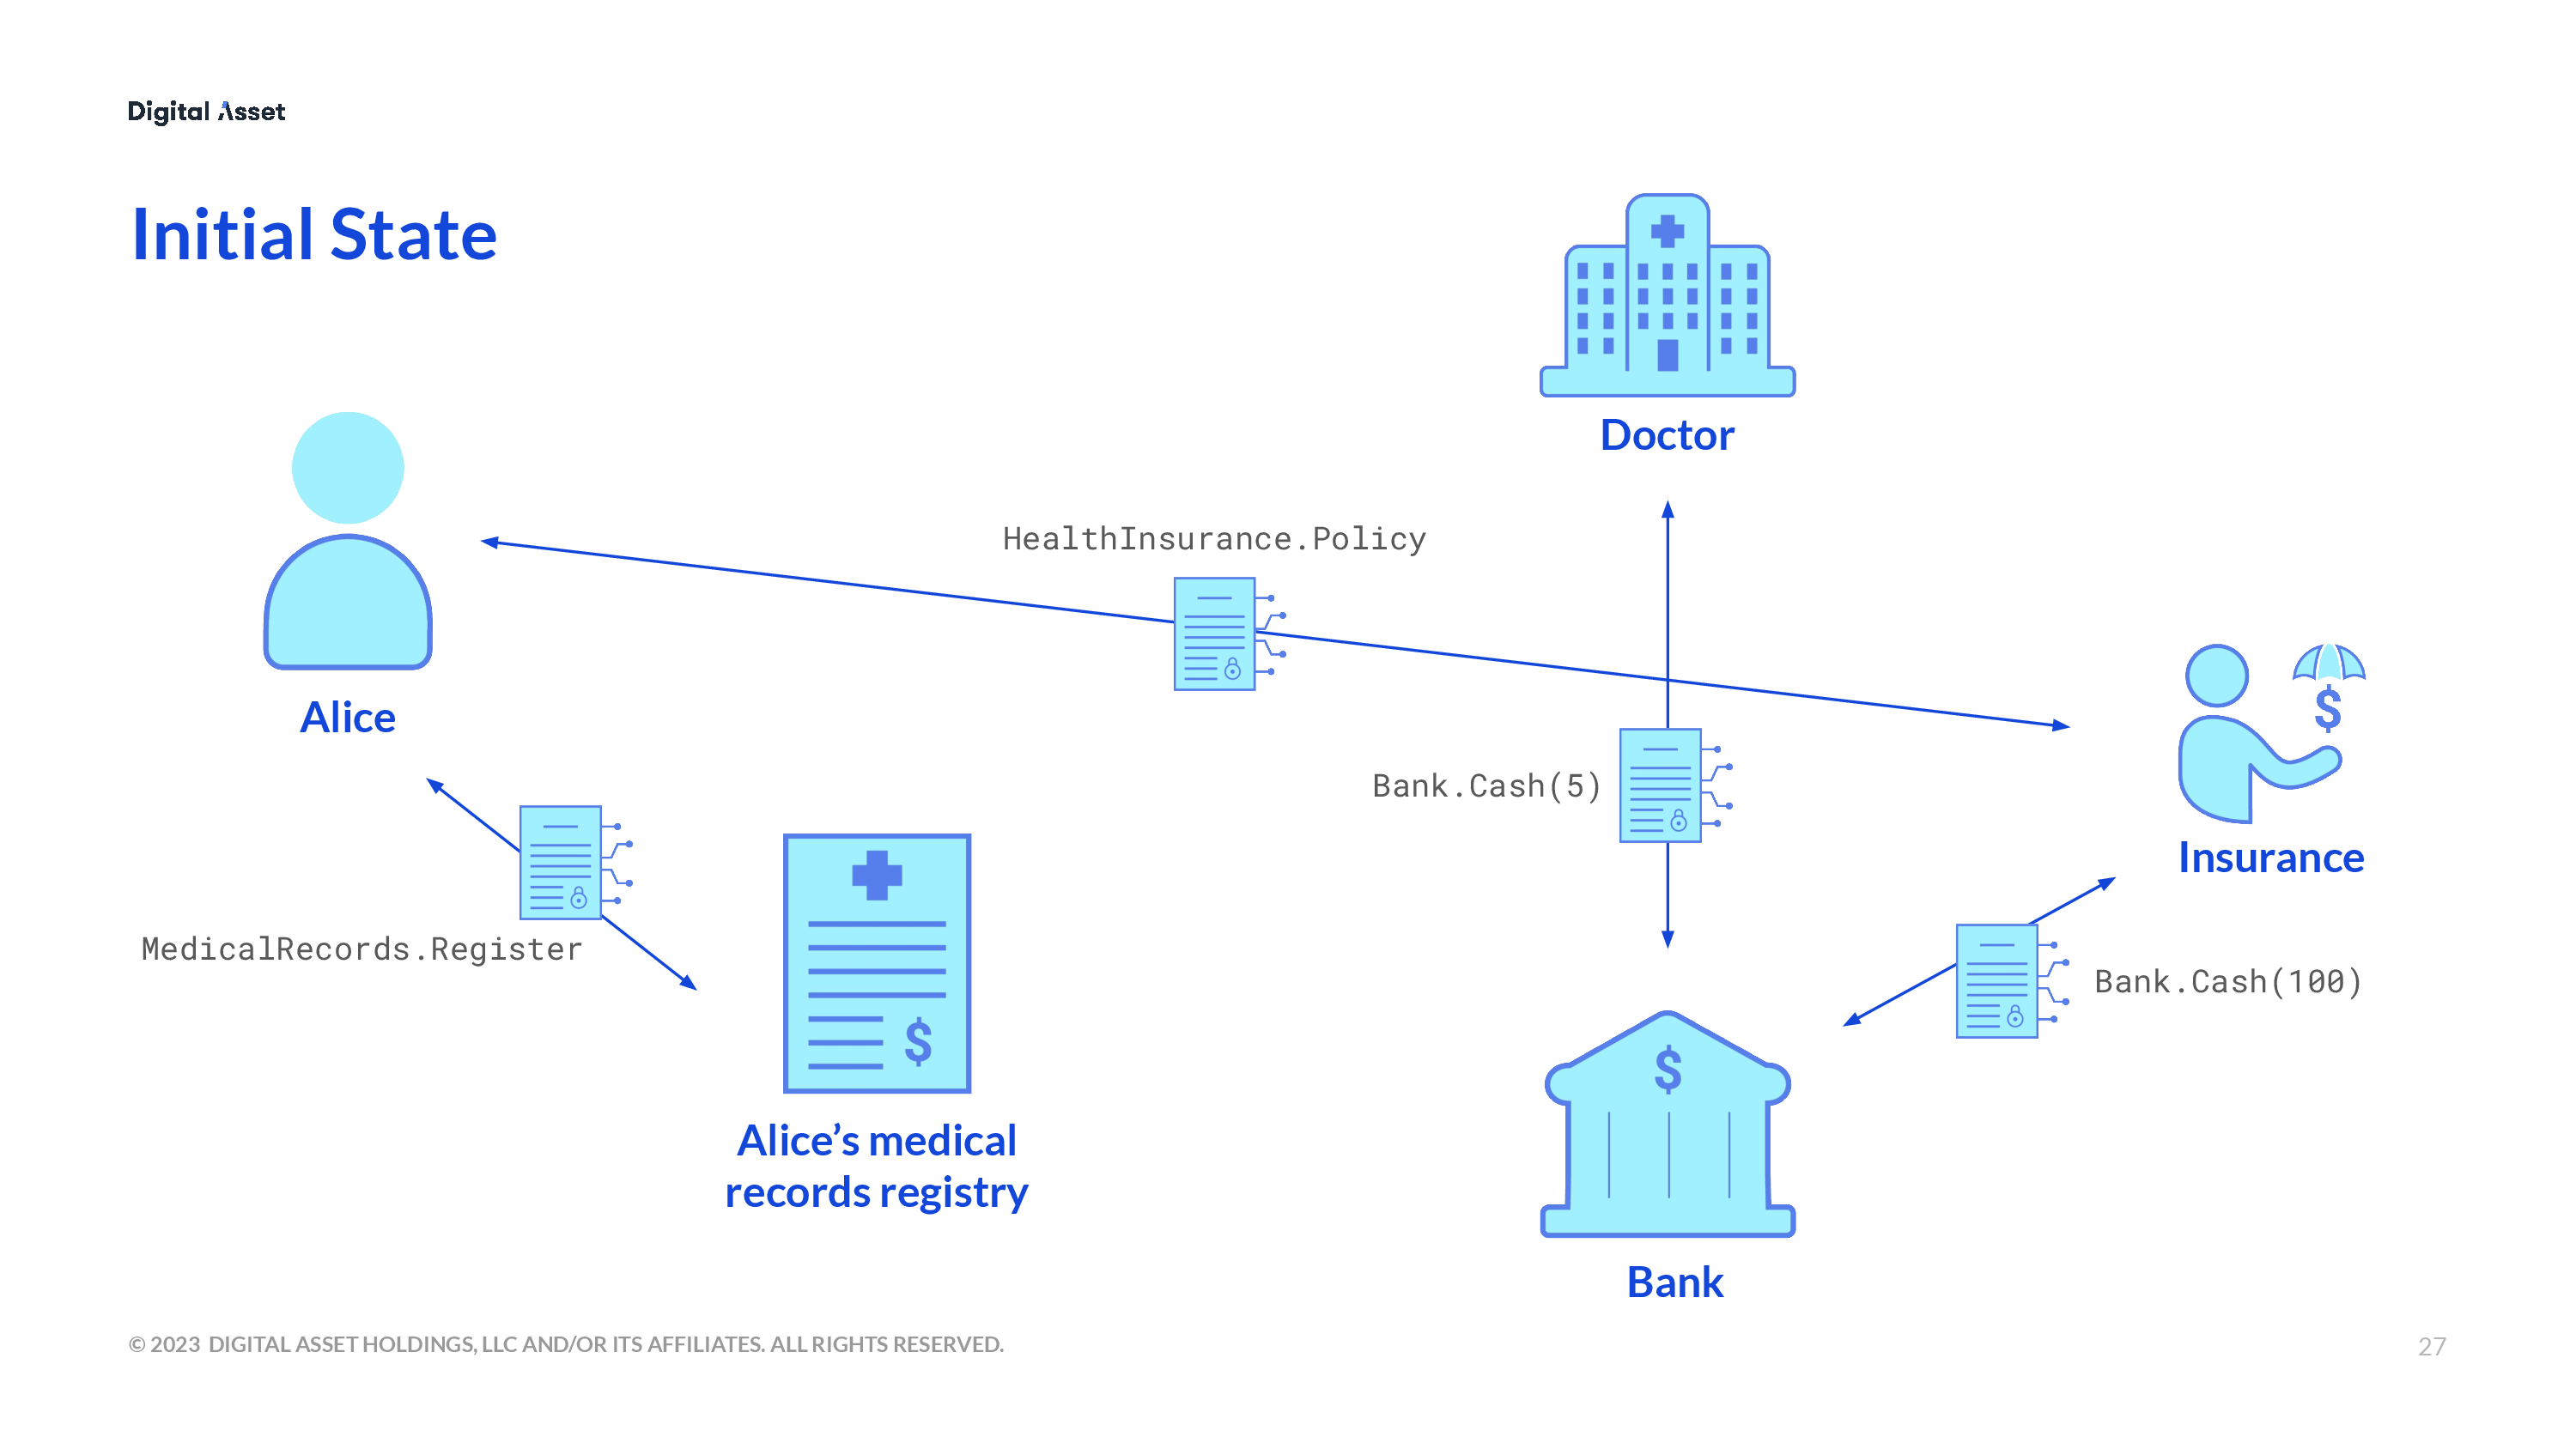 Digital Asset
Initial State
Doctor
HealthInsurance.Policy
Alice
Bank.Cash(5)
Insurance
MedicalRecords.Register
Bank.Cash(100)
$
$
$
Alice’s medical
records registry
Bank
© 2023 DIGITAL ASSET HOLDINGS, LLC AND/OR ITS AFFILIATES. ALL RIGHTS RESERVED.
27